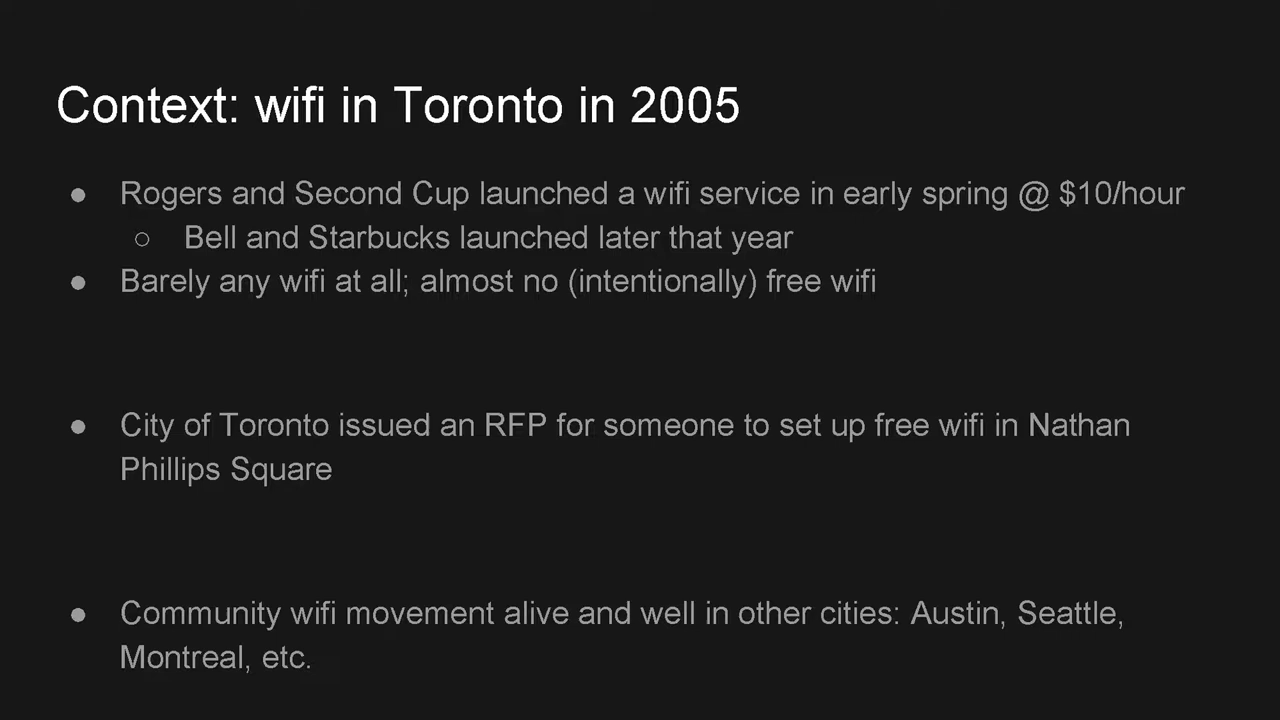 Context: wifi in Toronto in 2005
● Rogers and Second Cup launched a wifi service in early spring @ $10/hour
○ Bell and Starbucks launched later that year
● Barely any wifi at all; almost no (intentionally) free wifi
● City of Toronto issued an RFP for someone to set up free wifi in Nathan
Phillips Square
● Community wifi movement alive and well in other cities: Austin, Seattle,
Montreal, etc.